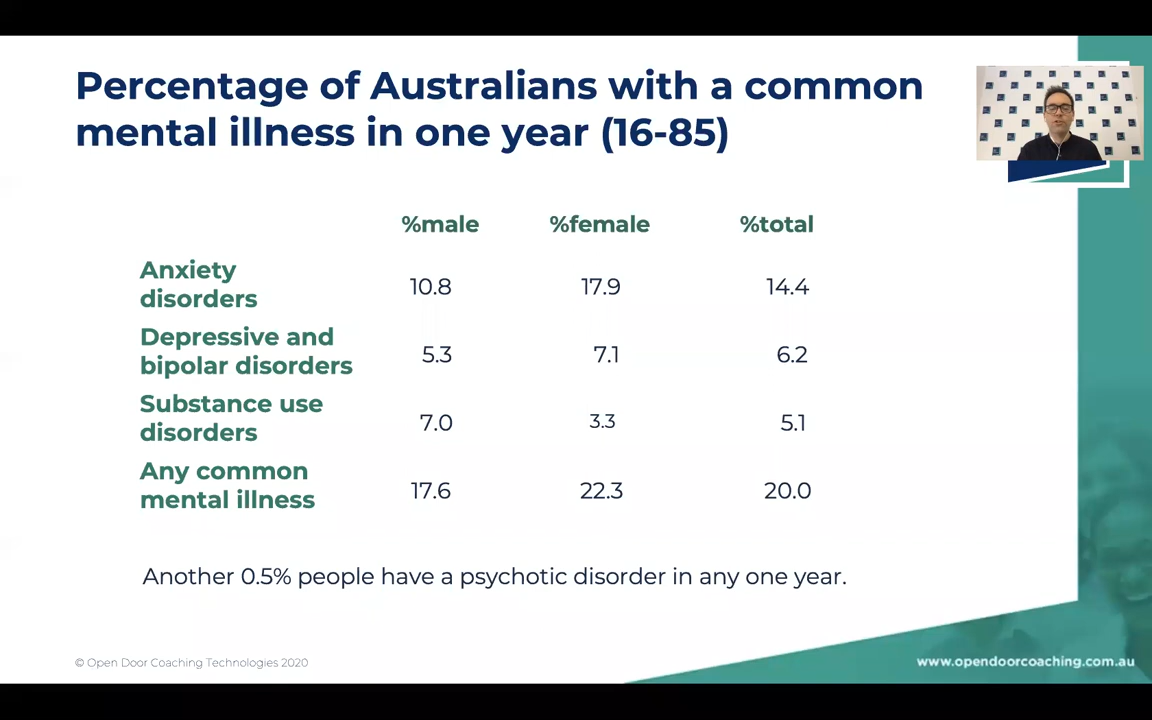 Percentage of Australians with a common
mental illness in one year (16-85)
%male %female %total
Anxiety
disorders 10.8 17.9 14.4
Depressive and
bipolar disorders 5.3 7.1 6.2
Substance use
disorders 7.0 3.3 5.1
Any common
mental illness 17.6 22.3 20.0
Another 0.5% people have a psychotic disorder in any one year.
© Open Door Coaching Technologies 2020
www.opendoorcoaching.com.au